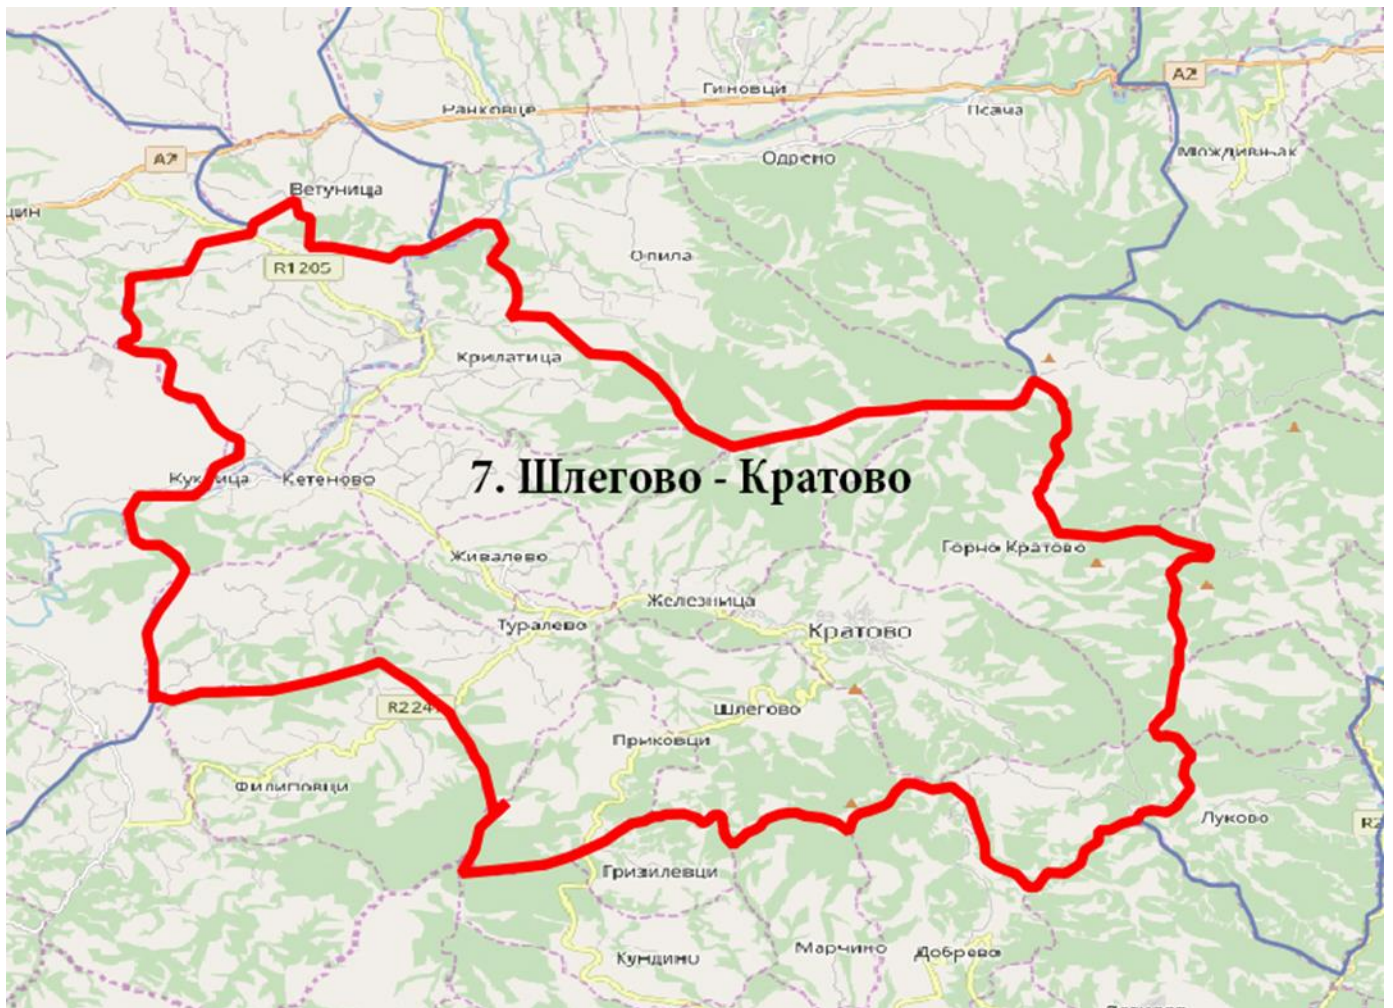 A2
Гиновци
Ранковце
Псача
Одрено
Мождивњак
A2
Ветуница
Опила
R1205
Крилатица
7. Шлегово - Кратово
Кетеново
Горно Кратово
Живалево
Железница
Туралево
Кратово
R224
Шлегово
Приковци
Филиповци
Луково
Гризилевци
Марчино
Добрево
Кундино